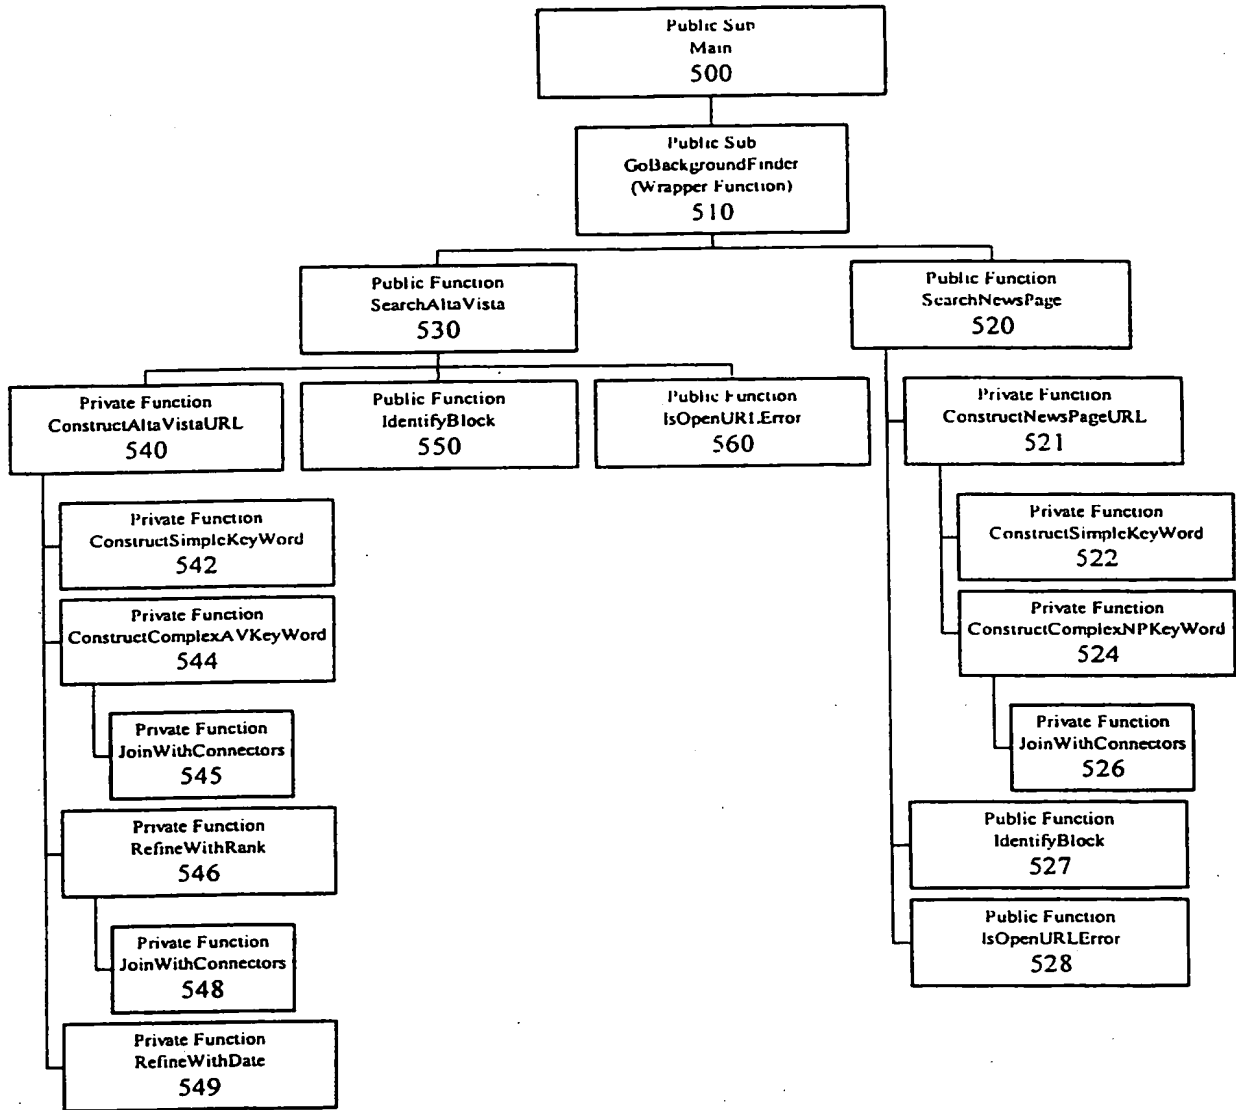 Public Sub
Main
500
Public Sub
GoBackgroundFinder
(Wrapper Function)
510
Public Function
SearchAltaVista
530
Public Function
SearchNewsPage
520
Private Function
ConstructAltaVistaURL
540
Public Function
IdentifyBlock
550
Public Function
IsOpenURLError
560
Private Function
ConstructNewsPageURL
521
Private Function
ConstructSimpleKeyWord
542
Private Function
ConstructComplexAVKeyWord
544
Private Function
JoinWithConnectors
545
Private Function
RefineWithRank
546
Private Function
JoinWithConnectors
548
Private Function
RefineWithDate
549
Private Function
ConstructSimpleKeyWord
522
Private Function
ConstructComplexNPKeyWord
524
Private Function
JoinWithConnectors
526
Public Function
IdentifyBlock
527
Public Function
IsOpenURLError
528